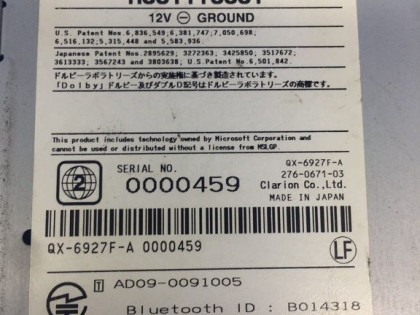 12V ⊖ GROUND
U.S. Patent Nos. 6,836,549; 6,381,747; 7,050,698;
6,516,132; 5,315,448 and 5,583,936.
Japanese Patent Nos. 2895629; 3272363; 3425850; 3517672;
3613333; 3567243 and 3803638; U.S. Patent No. 6,501,842.
ドルビーラボラトリーズからの実施権に基づき製造されています。
「Dolby」ドルビー及びダブルD記号はドルビーラボラトリーズの商標です。
This product includes technology owned by Microsoft Corporation and
cannot be used or distributed without a license from MSLGP.
2
SERIAL NO.
0000459
QX-6927F-A
276-0671-03
Clarion Co.,Ltd.
MADE IN JAPAN
QX-6927F-A 0000459
LF
T AD09-0091005
Bluetooth ID : B014318